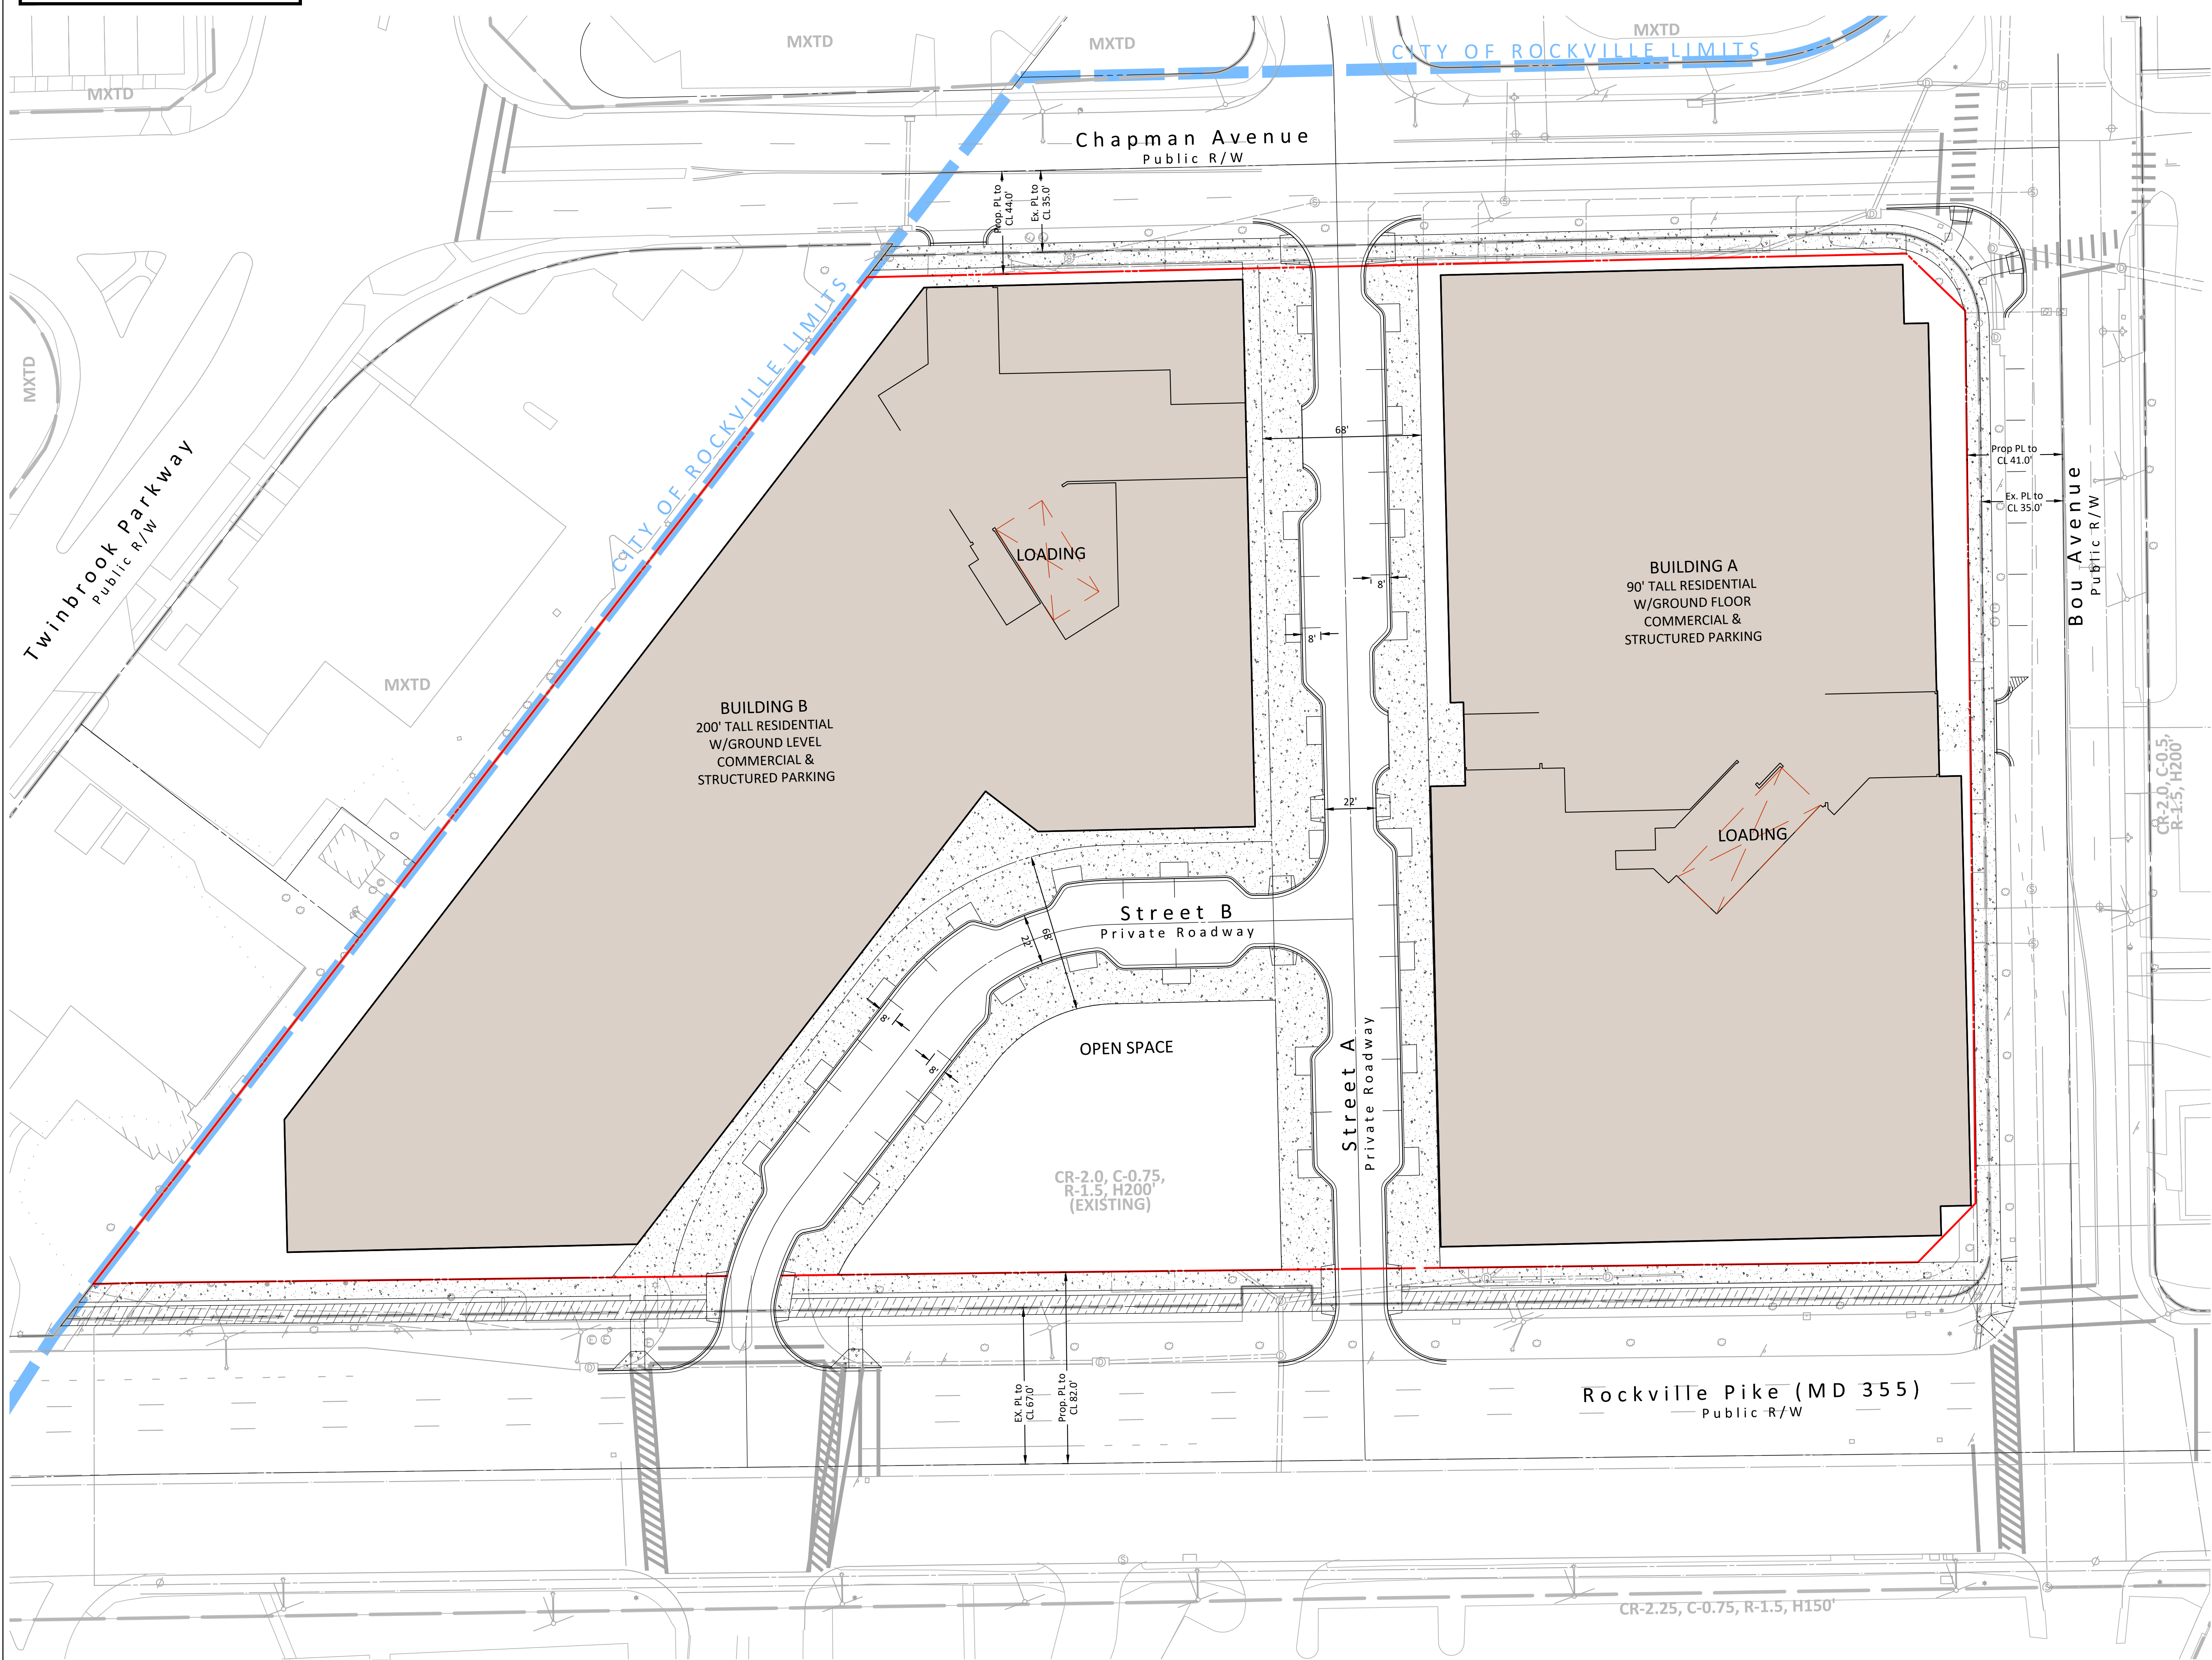 MXTD
MXTD
MXTD
CITY OF ROCKVILLE LIMITS
MXTD
Chapman Avenue
Public R/W
Prop. PL to
CL 44.0'
Ex. PL to
CL 35.0'
MXTD
Twinbrook Parkway
Public R/W
CITY OF ROCKVILLE LIMITS
MXTD
68'
8'
8'
22'
LOADING
BUILDING B
200' TALL RESIDENTIAL
W/GROUND LEVEL
COMMERCIAL &
STRUCTURED PARKING
BUILDING A
90' TALL RESIDENTIAL
W/GROUND FLOOR
COMMERCIAL &
STRUCTURED PARKING
LOADING
Prop PL to
CL 41.0'
Ex. PL to
CL 35.0'
Bou Avenue
Public R/W
CR-2.0, C-0.5,
R-1.5, H200'
Street B
Private Roadway
68'
22'
8'
8'
OPEN SPACE
Street A
Private Roadway
CR-2.0, C-0.75,
R-1.5, H200'
(EXISTING)
EX. PL to
CL 67.0'
Prop. PL to
CL 82.0'
Rockville Pike (MD 355)
Public R/W
CR-2.25, C-0.75, R-1.5, H150'